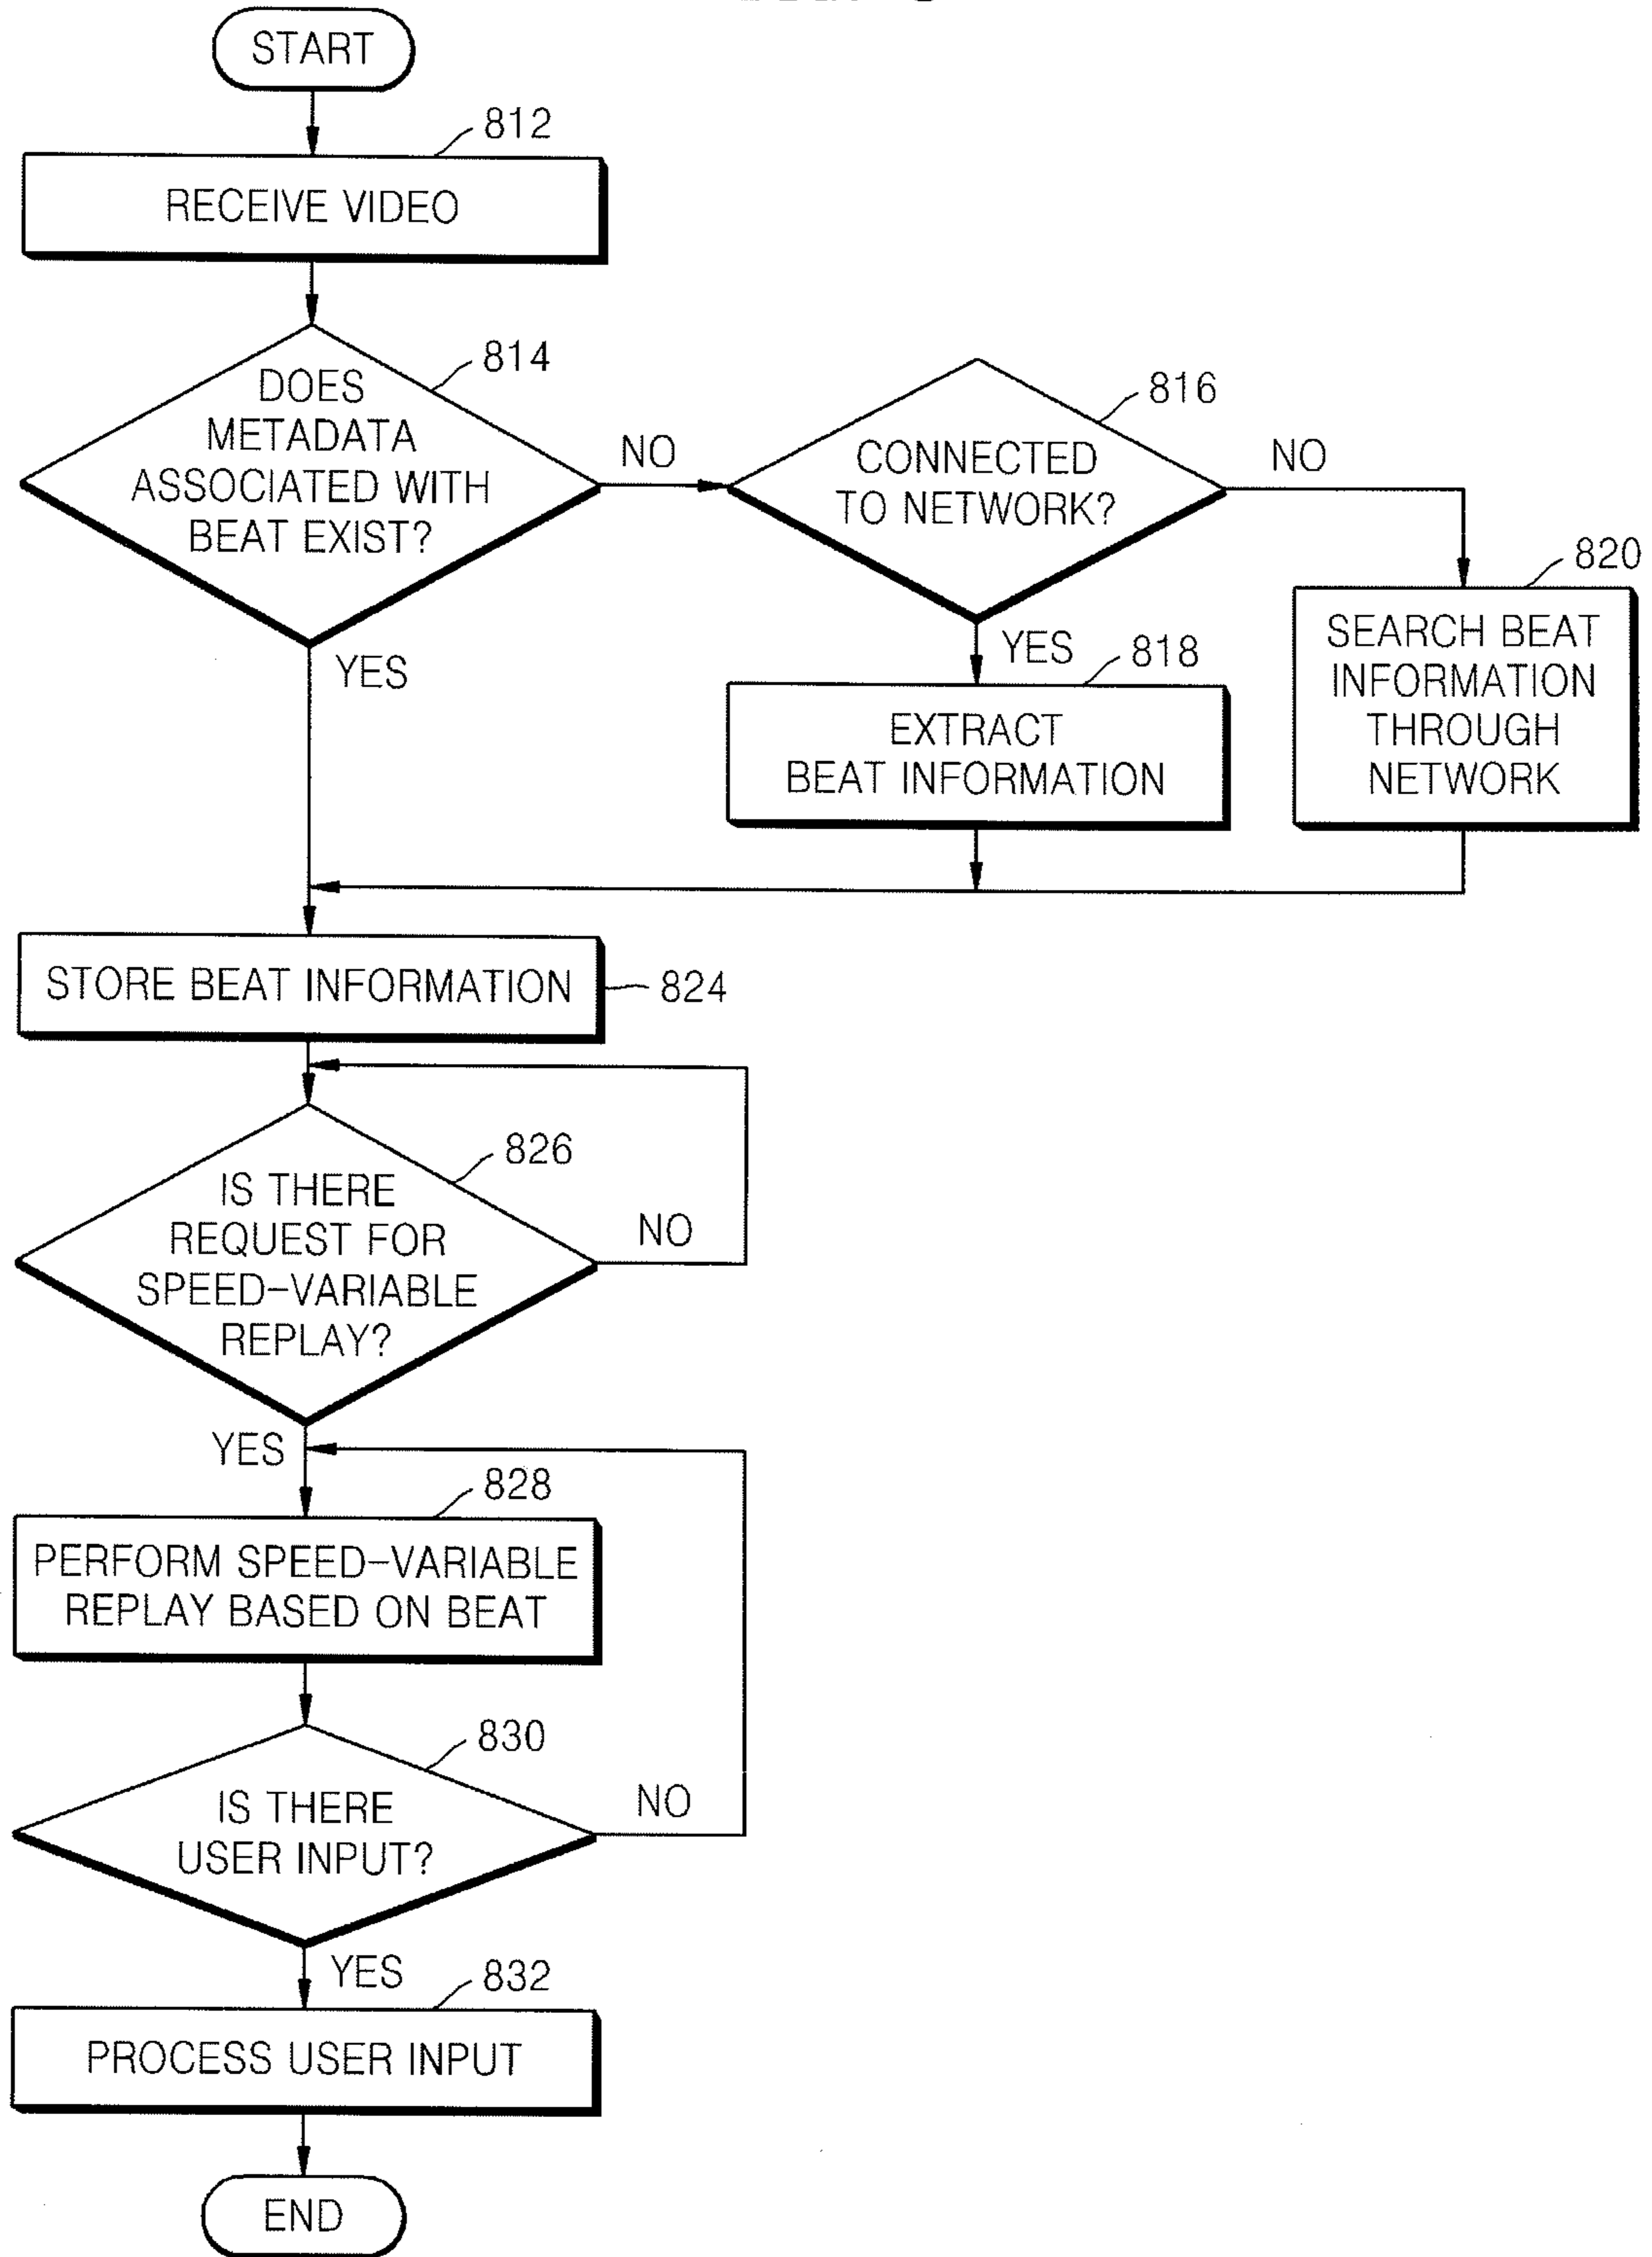 START
812
RECEIVE VIDEO
814
DOES
METADATA
ASSOCIATED WITH
BEAT EXIST?
NO
YES
816
CONNECTED
TO NETWORK?
NO
YES
818
EXTRACT
BEAT INFORMATION
820
SEARCH BEAT
INFORMATION
THROUGH
NETWORK
STORE BEAT INFORMATION
824
826
IS THERE
REQUEST FOR
SPEED-VARIABLE
REPLAY?
NO
YES
828
PERFORM SPEED-VARIABLE
REPLAY BASED ON BEAT
830
IS THERE
USER INPUT?
NO
YES
832
PROCESS USER INPUT
END